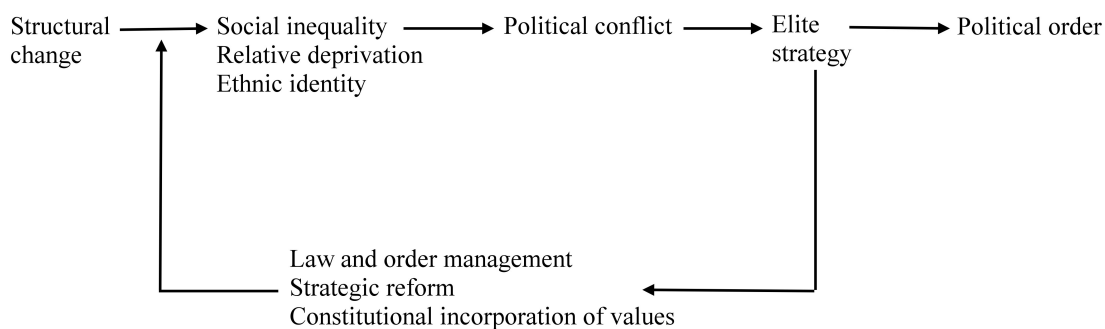 Structural
change
Social inequality
Relative deprivation
Ethnic identity
Political conflict
Elite
strategy
Political order
Law and order management
Strategic reform
Constitutional incorporation of values